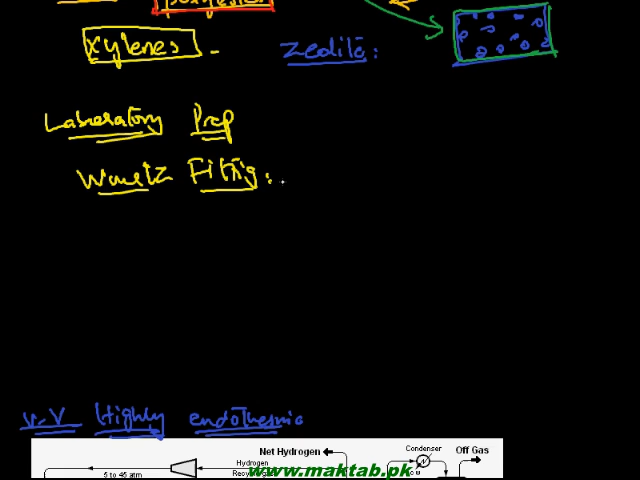 xylenes - zeolite:
Laboratory Prep
Wurtz Fittig:
v.v Highly endothermic
Net Hydrogen
Condenser
Off Gas
Hydrogen
5 to 45 atm
www.maktab.pk